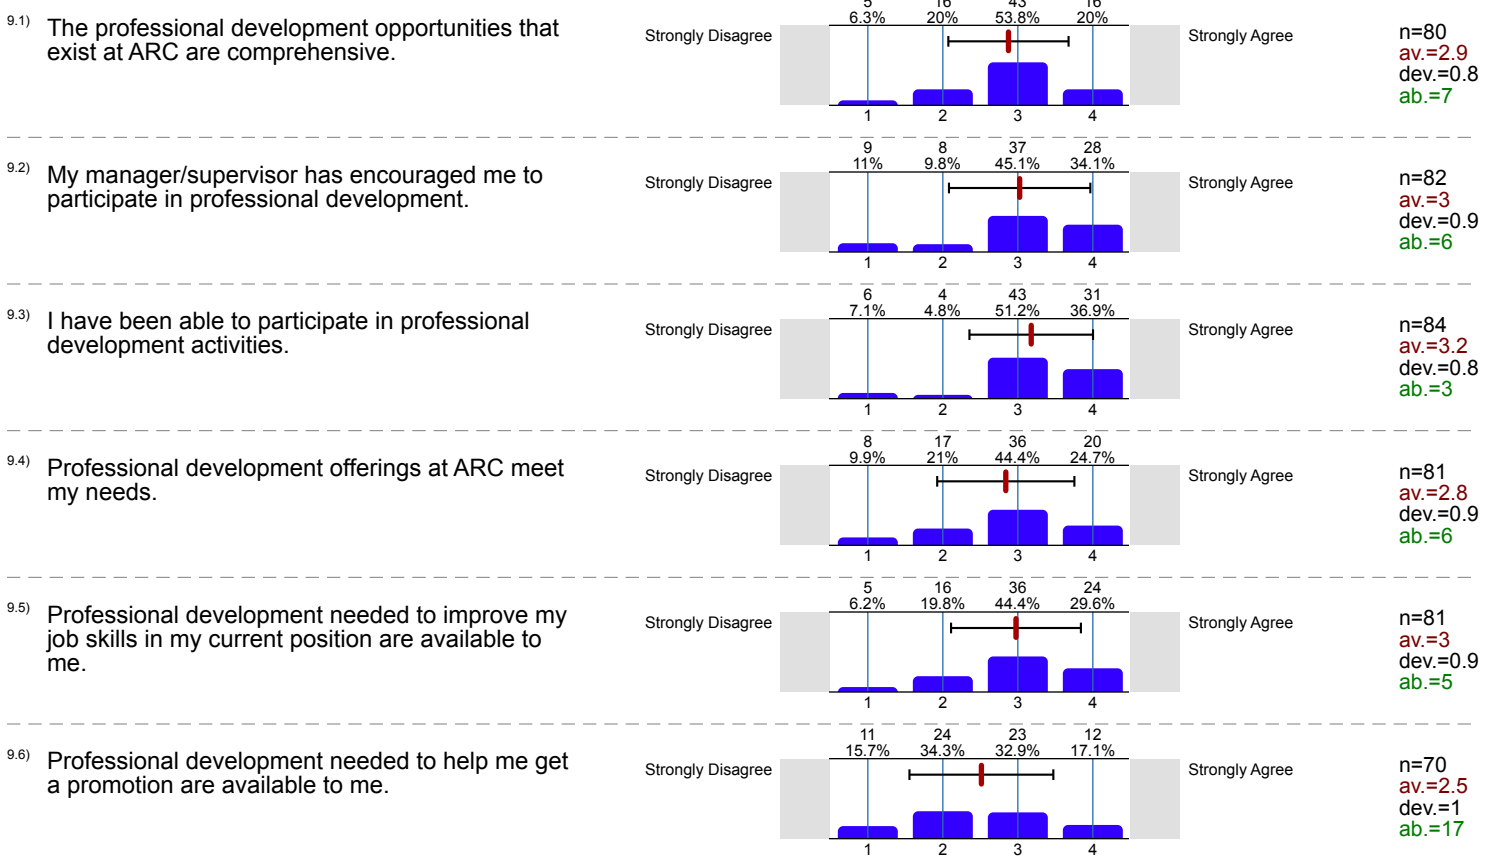 5 16 43 16
6.3% 20% 53.8% 20%
9.1) The professional development opportunities that
exist at ARC are comprehensive.
Strongly Disagree
Strongly Agree
n=80
av.=2.9
dev.=0.8
ab.=7
1 2 3 4
9 8 37 28
11% 9.8% 45.1% 34.1%
9.2) My manager/supervisor has encouraged me to
participate in professional development.
Strongly Disagree
Strongly Agree
n=82
av.=3
dev.=0.9
ab.=6
1 2 3 4
6 4 43 31
7.1% 4.8% 51.2% 36.9%
9.3) I have been able to participate in professional
development activities.
Strongly Disagree
Strongly Agree
n=84
av.=3.2
dev.=0.8
ab.=3
1 2 3 4
8 17 36 20
9.9% 21% 44.4% 24.7%
9.4) Professional development offerings at ARC meet
my needs.
Strongly Disagree
Strongly Agree
n=81
av.=2.8
dev.=0.9
ab.=6
1 2 3 4
5 16 36 24
6.2% 19.8% 44.4% 29.6%
9.5) Professional development needed to improve my
job skills in my current position are available to
me.
Strongly Disagree
Strongly Agree
n=81
av.=3
dev.=0.9
ab.=5
1 2 3 4
11 24 23 12
15.7% 34.3% 32.9% 17.1%
9.6) Professional development needed to help me get
a promotion are available to me.
Strongly Disagree
Strongly Agree
n=70
av.=2.5
dev.=1
ab.=17
1 2 3 4